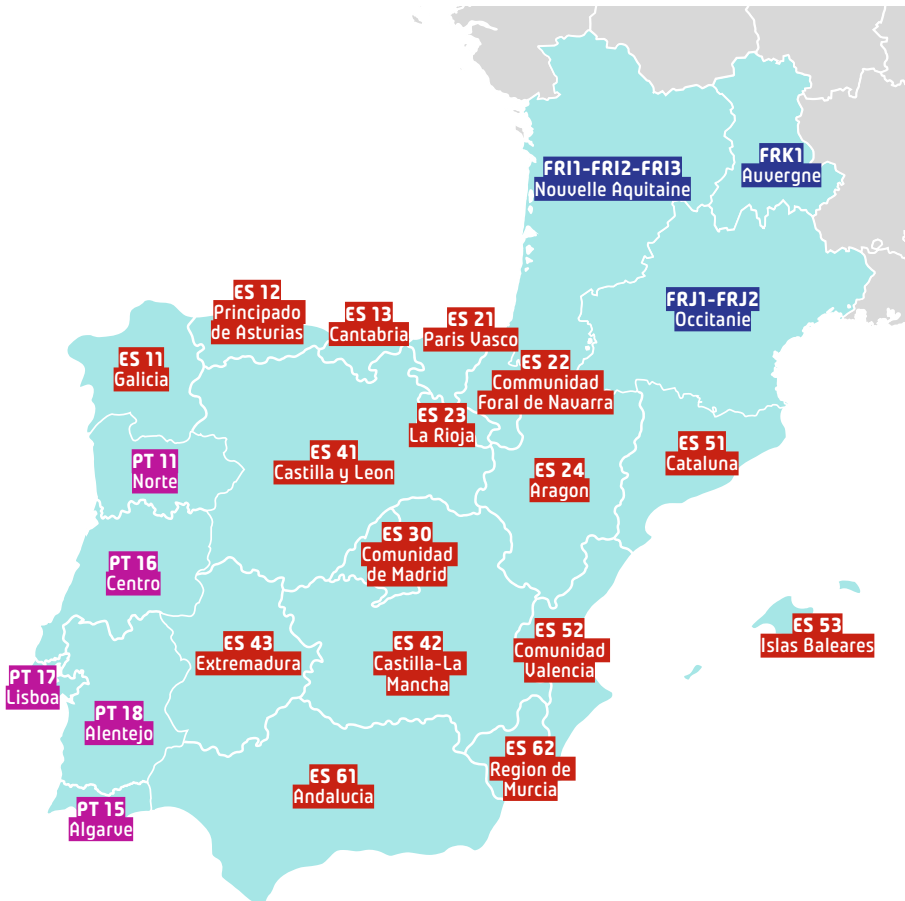 FRI1-FRI2-FRI3
Nouvelle Aquitaine
FRK1
Auvergne
FRJ1-FRJ2
Occitanie
ES 12
Principado
de Asturias
ES 13
Cantabria
ES 21
Paris Vasco
ES 11
Galicia
ES 22
Communidad
Foral de Navarra
ES 23
La Rioja
ES 41
Castilla y Leon
ES 51
Cataluna
PT 11
Norte
ES 24
Aragon
ES 30
Comunidad
de Madrid
PT 16
Centro
ES 43
Extremadura
ES 42
Castilla-La
Mancha
ES 52
Comunidad
Valencia
ES 53
Islas Baleares
PT 17
Lisboa
PT 18
Alentejo
ES 62
Region de
Murcia
ES 61
Andalucia
PT 15
Algarve